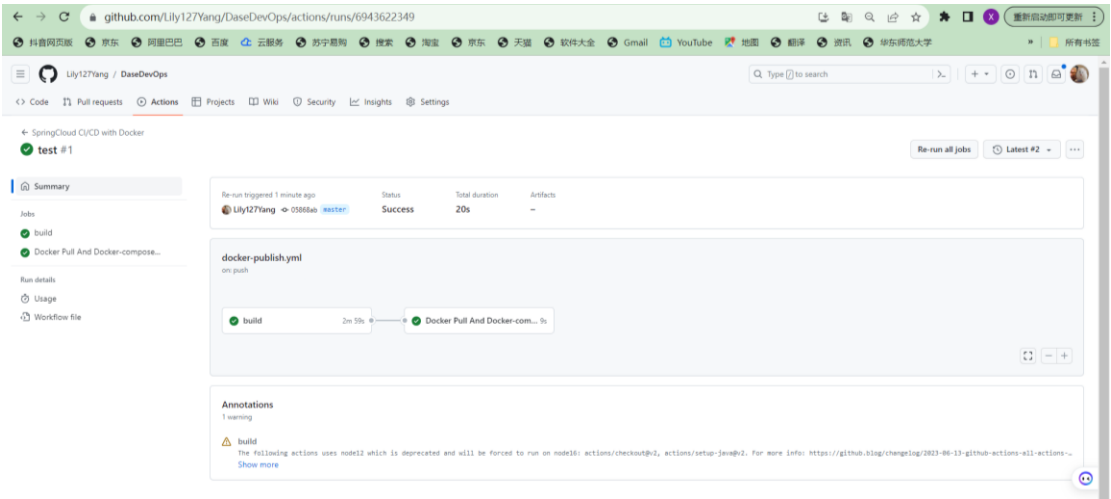 github.com/Lily127Yang/DaseDevOps/actions/runs/6943622349
X 重新启动即可更新
抖音网页版 京东 阿里巴巴 百度 云服务 苏宁易购 搜索 淘宝 京东 天猫 软件大全 Gmail YouTube 地图 翻译 资讯 华东师范大学 » 所有书签
Lily127Yang / DaseDevOps
Type / to search
Code Pull requests Actions Projects Wiki Security Insights Settings
← SpringCloud CI/CD with Docker
test #1
Re-run all jobs Latest #2
Summary
Jobs
build
Docker Pull And Docker-compose...
Run details
Usage
Workflow file
Re-run triggered 1 minute ago Status Total duration Artifacts
Lily127Yang 05868ab master Success 20s –
docker-publish.yml
on: push
build 2m 59s Docker Pull And Docker-com... 9s
Annotations
1 warning
build
The following actions uses node12 which is deprecated and will be forced to run on node16: actions/checkout@v2, actions/setup-java@v2. For more info: https://github.blog/changelog/2023-06-13-github-actions-all-actions-…
Show more